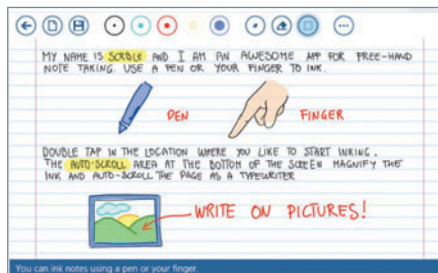 MY NAME IS SCRBLE AND I AM AN AWESOME APP FOR FREE-HAND
NOTE TAKING. USE A PEN OR YOUR FINGER TO INK.
PEN
FINGER
DOUBLE TAP IN THE LOCATION WHERE YOU LIKE TO START INKING.
THE AUTO-SCROLL AREA AT THE BOTTOM OF THE SCREEN MAGNIFY THE
INK AND AUTO-SCROLL THE PAGE AS A TYPEWRITER
WRITE ON PICTURES!
You can ink notes using a pen or your finger.